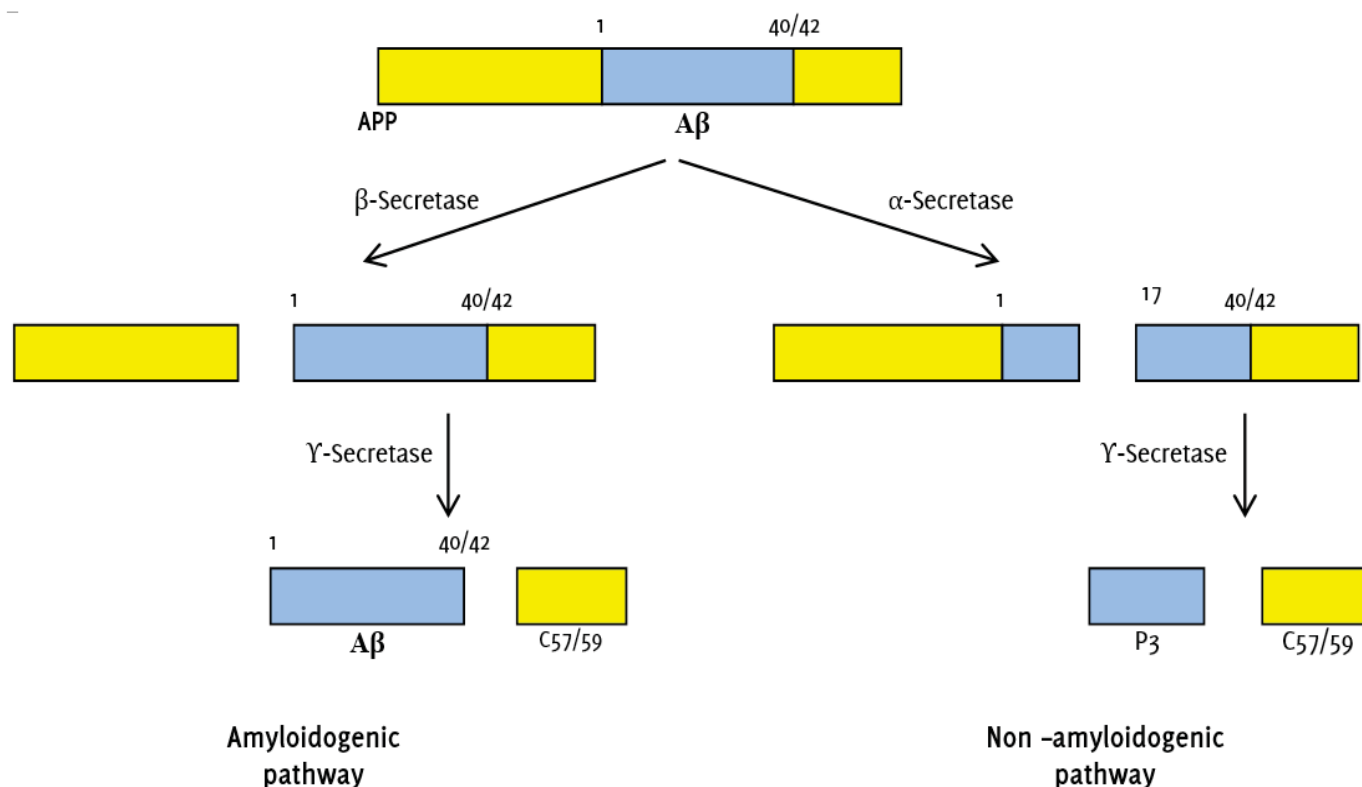 1 40/42
APP Aβ
β-Secretase α-Secretase
1 40/42 1 17 40/42
ϒ-Secretase ϒ-Secretase
1 40/42
Aβ C57/59 P3 C57/59
Amyloidogenic
pathway
Non –amyloidogenic
pathway